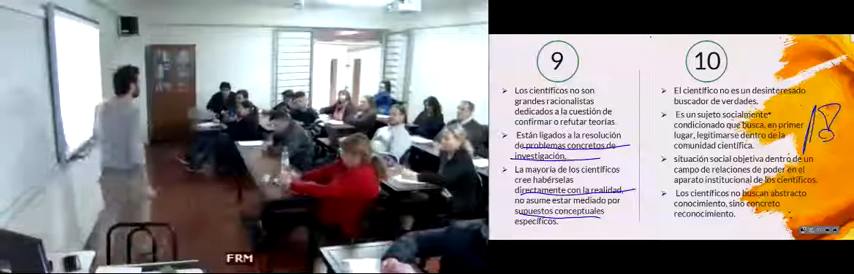 9
➤ Los científicos no son
grandes racionalistas
dedicados a la cuestión de
confirmar o refutar teorías.
➤ Están ligados a la resolución
de problemas concretos de
investigación.
➤ La mayoría de los científicos
cree habérselas
directamente con la realidad,
no asume estar mediado por
supuestos conceptuales
específicos.
10
➤ El científico no es un desinteresado
buscador de verdades.
➤ Es un sujeto socialmente
condicionado que busca, en primer
lugar, legitimarse dentro de la
comunidad científica.
➤ situación social objetiva dentro de un
campo de relaciones de poder en el
aparato institucional de los científicos.
➤ Los científicos no buscan abstracto
conocimiento, sino concreto
reconocimiento.
FRM